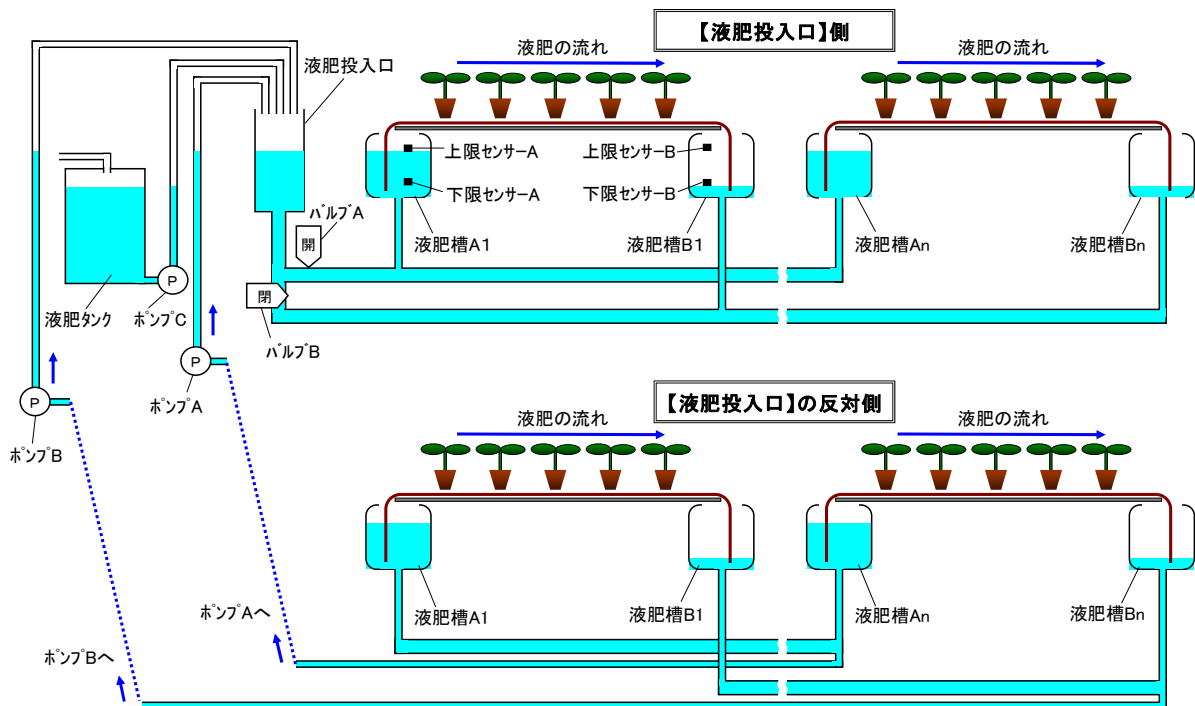 【液肥投入口】側
液肥の流れ
液肥の流れ
液肥投入口
上限センサーA
上限センサーB
下限センサーA
下限センサーB
バルブA
液肥槽A1
液肥槽B1
液肥槽An
液肥槽Bn
開
P
閉
液肥タンク
ポンプC
バルブB
P
ポンプA
P
ポンプB
【液肥投入口】の反対側
液肥の流れ
液肥の流れ
液肥槽A1
液肥槽B1
液肥槽An
液肥槽Bn
ポンプAへ
ポンプBへ